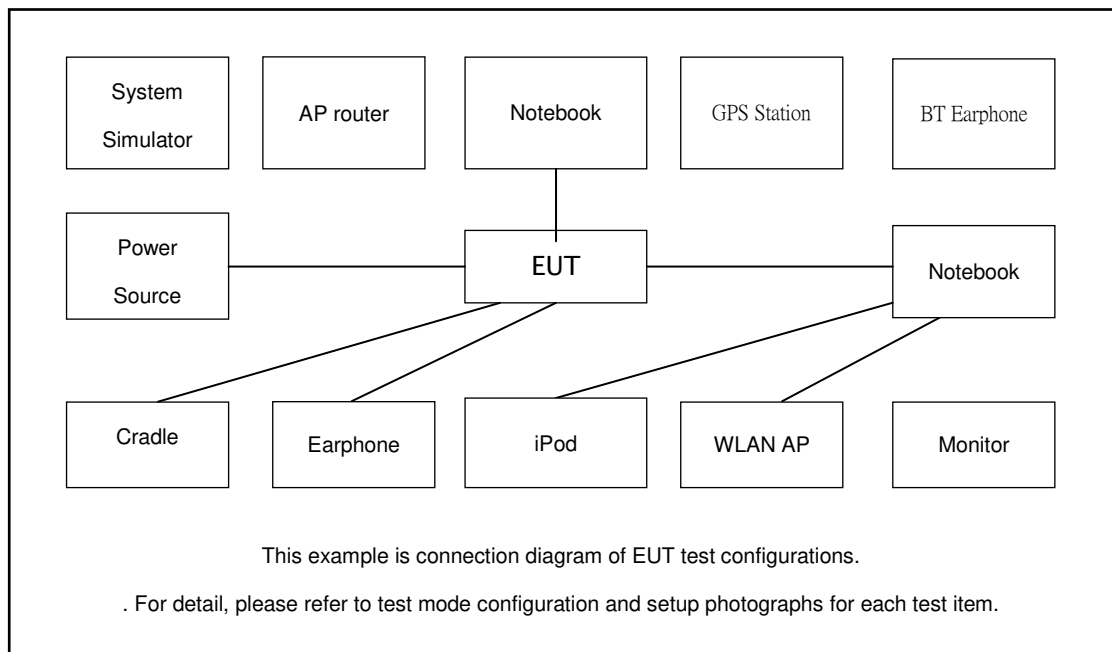 System
Simulator
AP router
Notebook
GPS Station
BT Earphone
Power
Source
EUT
Notebook
Cradle
Earphone
iPod
WLAN AP
Monitor
This example is connection diagram of EUT test configurations.
. For detail, please refer to test mode configuration and setup photographs for each test item.